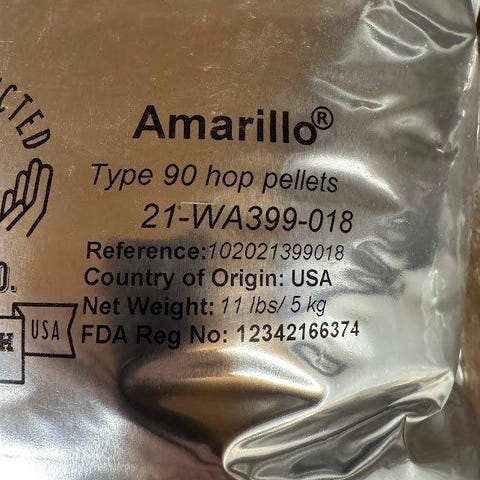 Amarillo®
Type 90 hop pellets
21-WA399-018
Reference:102021399018
Country of Origin: USA
Net Weight: 11 lbs/ 5 kg
FDA Reg No: 12342166374
USA